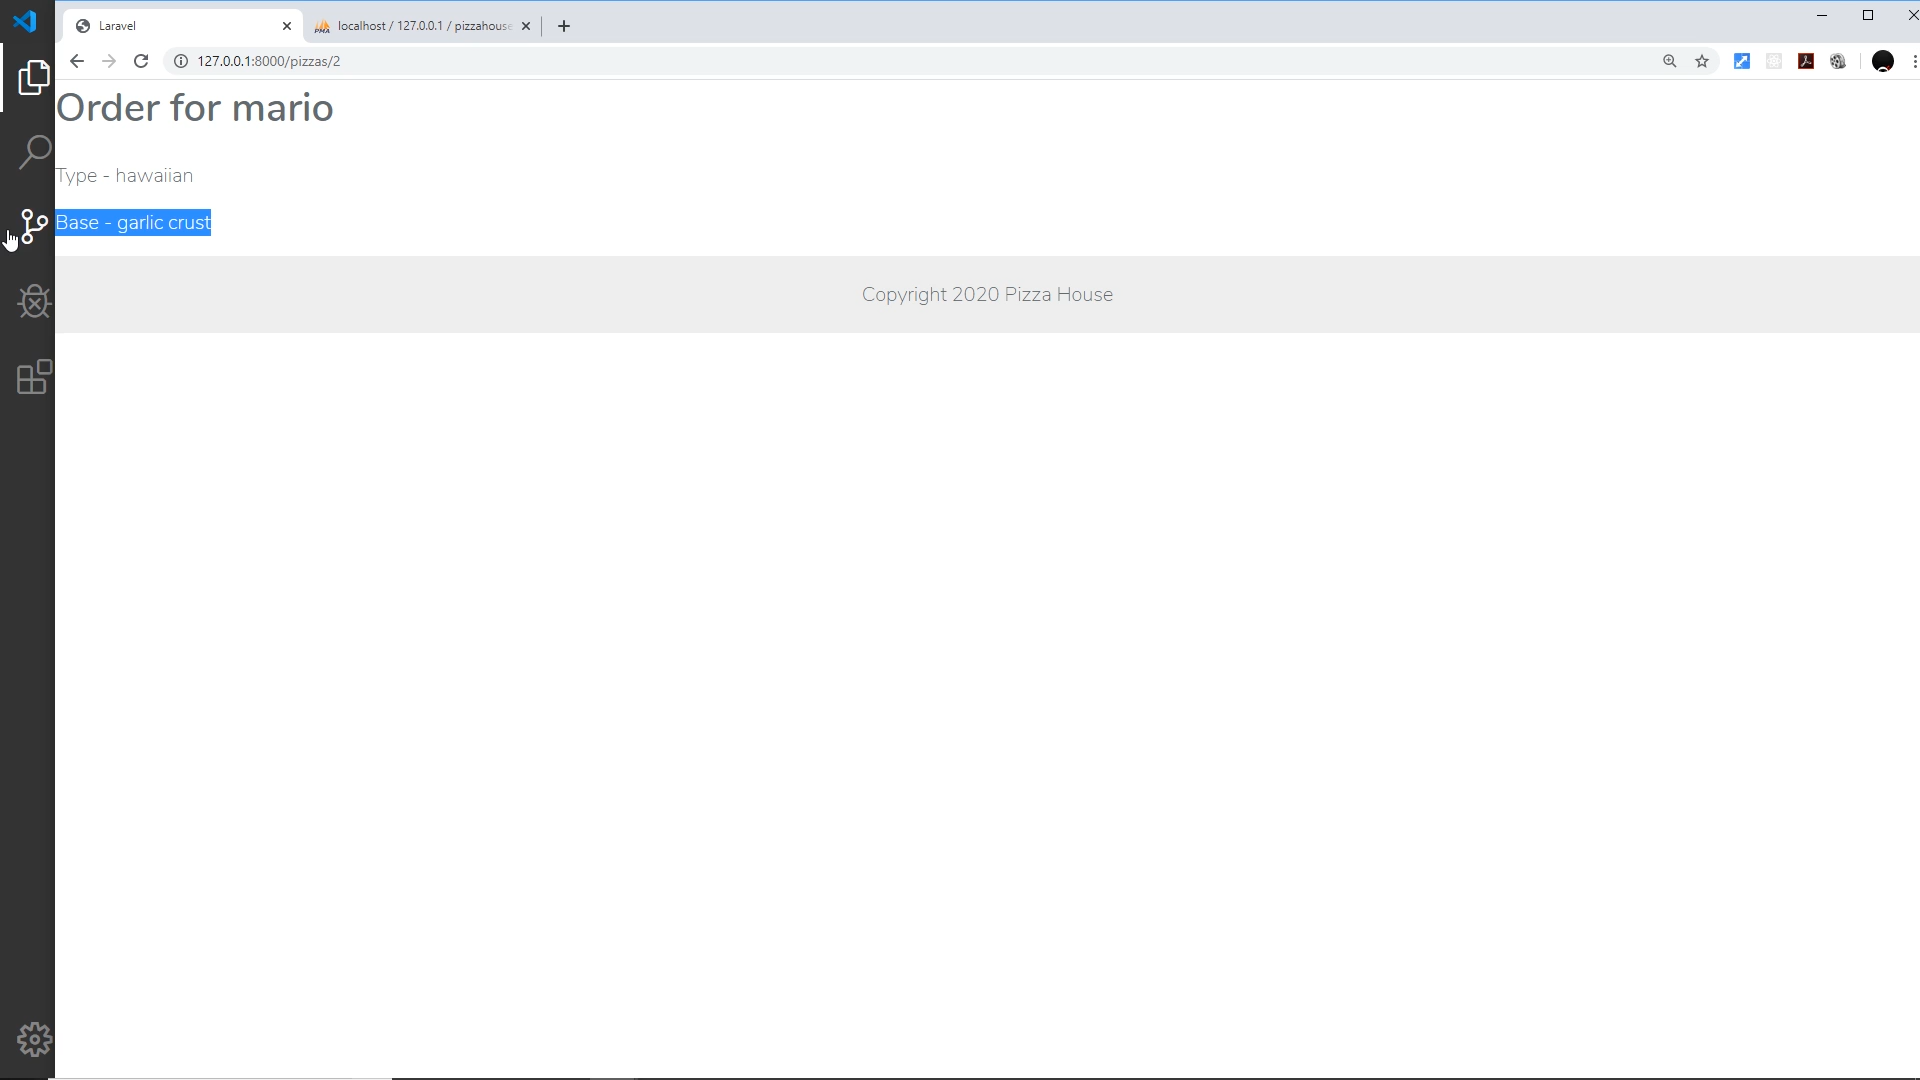 Laravel
localhost / 127.0.0.1 / pizzahouse
127.0.0.1:8000/pizzas/2
Order for mario
Type - hawaiian
Base - garlic crust
Copyright 2020 Pizza House